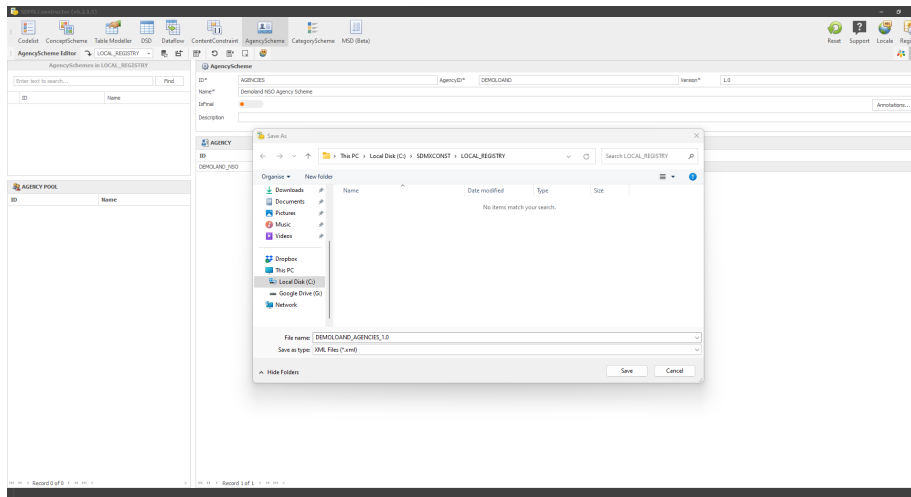 Codelist ConceptScheme Table Modeller DSD Dataflow ContentConstraint AgencyScheme CategoryScheme MSD (Beta) Reset Support Locale
AgencyScheme Editor LOCAL_REGISTRY
AgencySchemes in LOCAL_REGISTRY
Enter text to search... Find
ID Name
AGENCY POOL
ID Name
Record 0 of 0
AgencyScheme
ID* AGENCIES AgencyID* DEMOLOAND Version* 1.0
Name* Demoland NSO Agency Scheme
IsFinal
Annotations...
Description
AGENCY
ID
DEMOLAND_NSO
Record 1 of 1
Save As
This PC › Local Disk (C:) › SDMXCONST › LOCAL_REGISTRY Search LOCAL_REGISTRY
Organise New folder
Downloads
Documents
Pictures
Music
Videos
Dropbox
This PC
Local Disk (C:)
Google Drive (G:)
Network
Name Date modified Type Size
No items match your search.
File name: DEMOLOAND_AGENCIES_1.0
Save as type: XML Files (*.xml)
Hide Folders Save Cancel